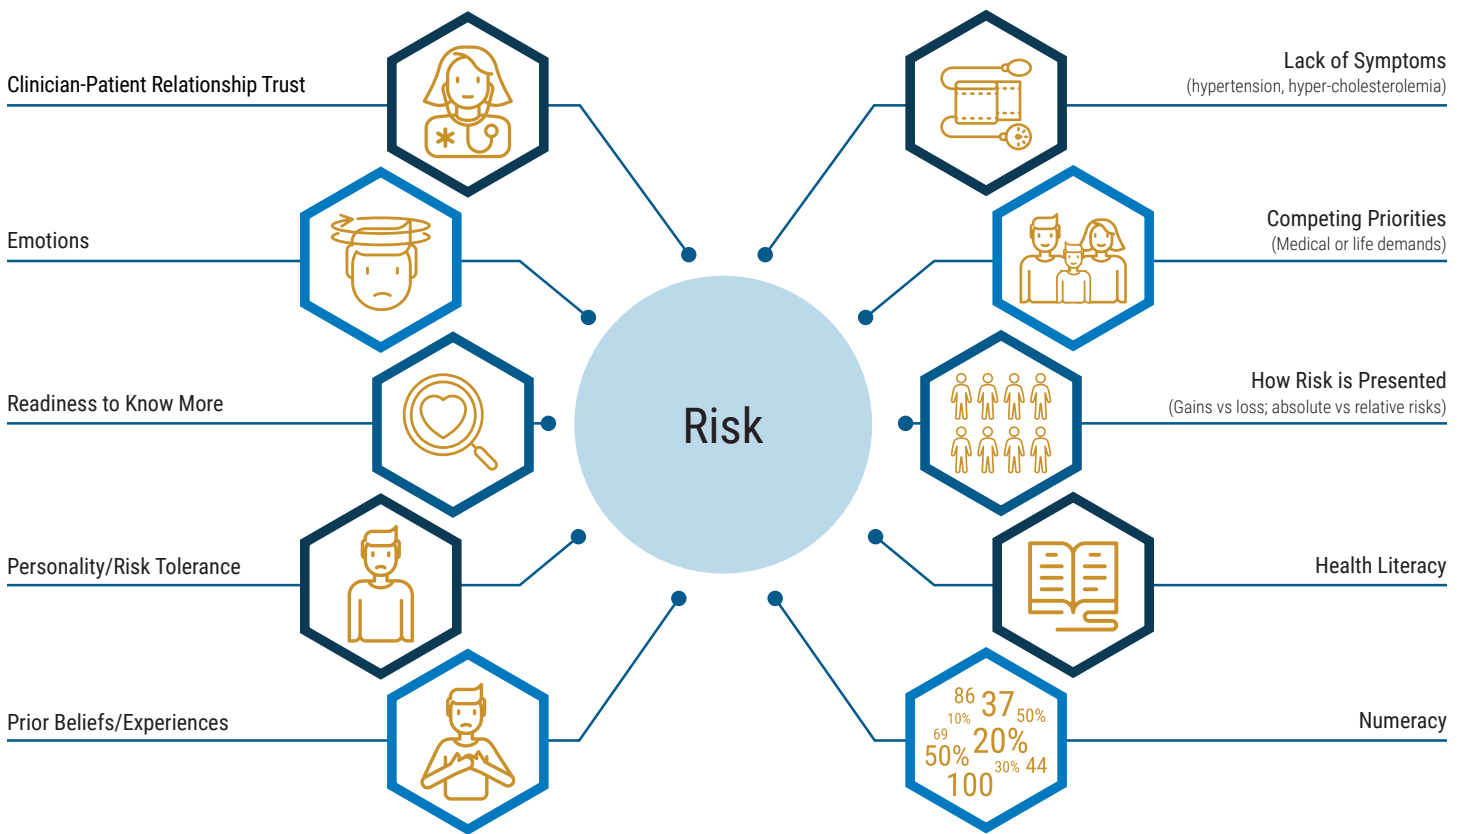 Clinician-Patient Relationship Trust
Emotions
Readiness to Know More
Personality/Risk Tolerance
Prior Beliefs/Experiences
Risk
Lack of Symptoms
(hypertension, hyper-cholesterolemia)
Competing Priorities
(Medical or life demands)
How Risk is Presented
(Gains vs loss; absolute vs relative risks)
Health Literacy
Numeracy
86 37 50%
10%
69 20%
50% 30% 44
100